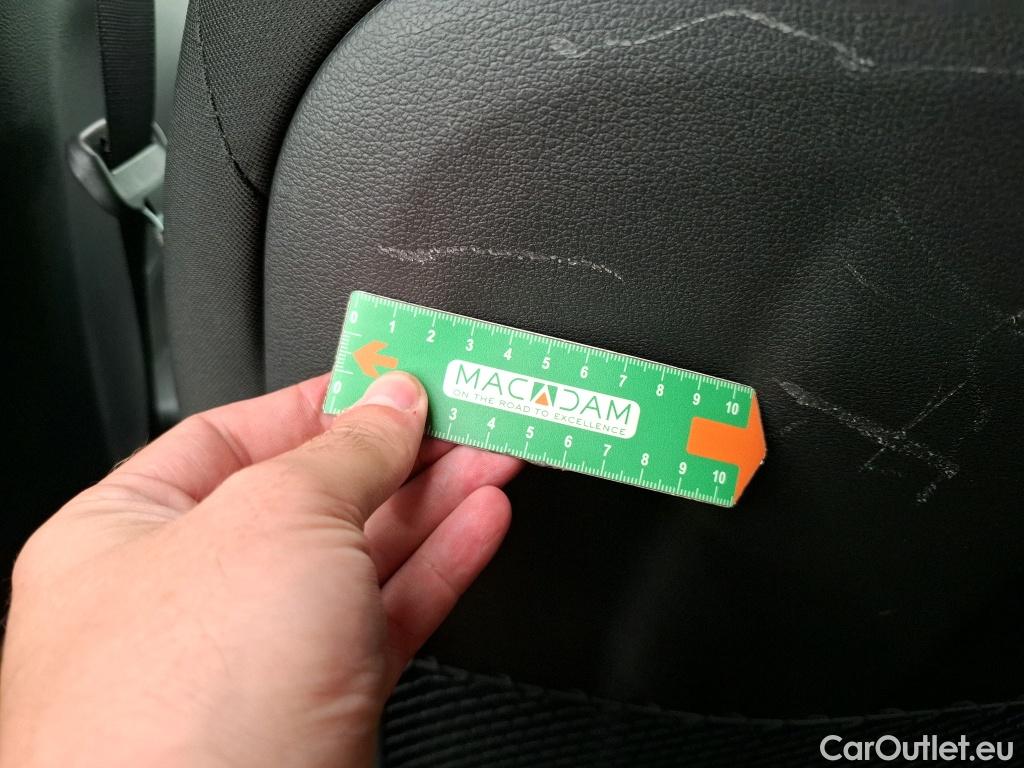 0 1 2 3 4 5 6 7 8 9 10
MACADAM
ON THE ROAD TO EXCELLENCE
0 3 4 5 6 7 8 9 10
CarOutlet.eu